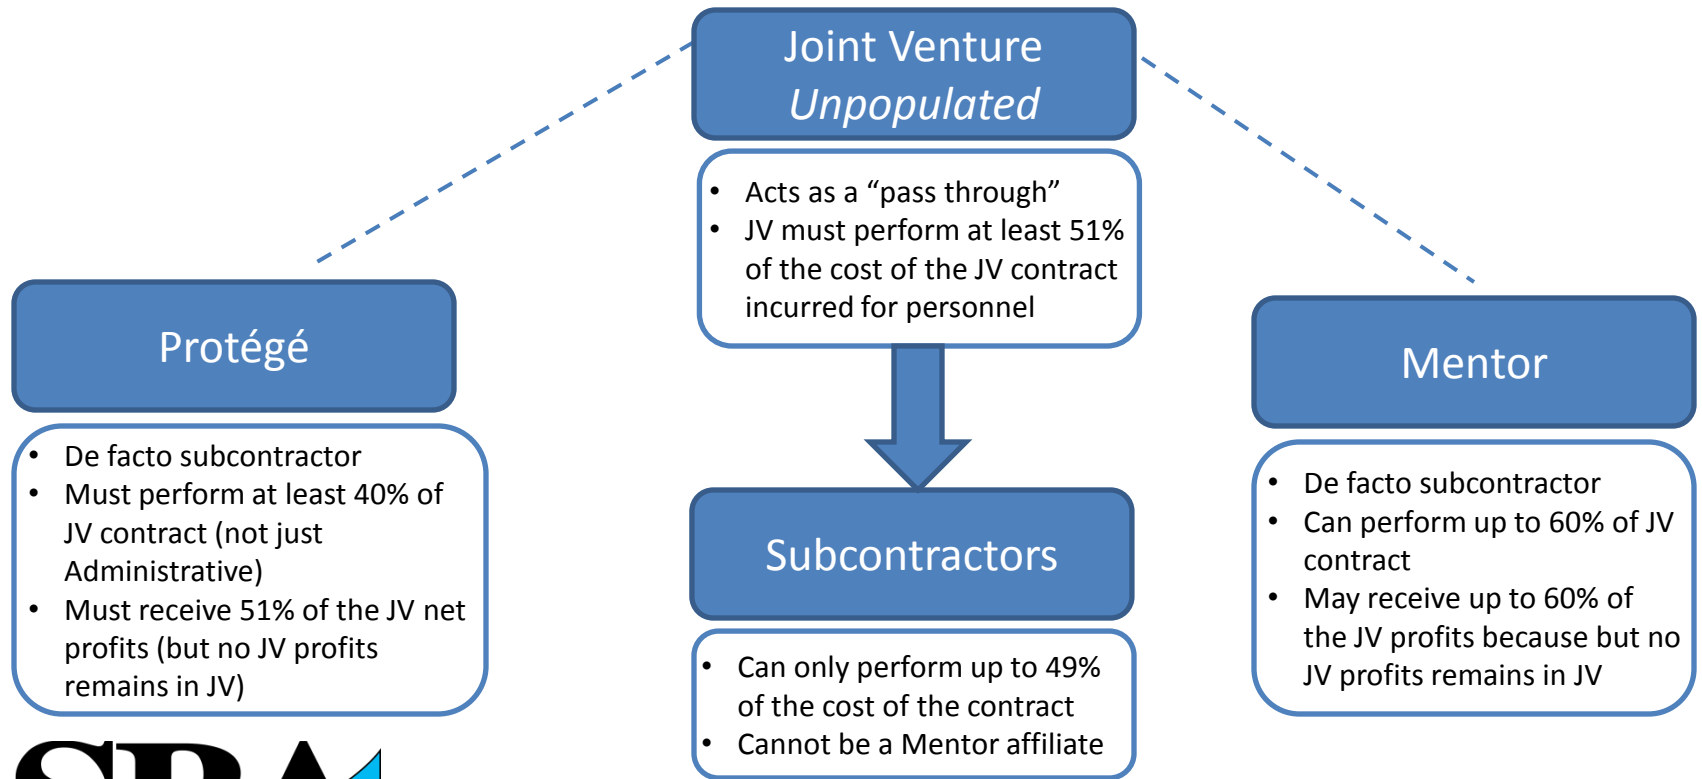 Joint Venture
Unpopulated
• Acts as a “pass through”
• JV must perform at least 51%
of the cost of the JV contract
incurred for personnel
Protégé
• De facto subcontractor
• Must perform at least 40% of
JV contract (not just
Administrative)
• Must receive 51% of the JV net
profits (but no JV profits
remains in JV)
Subcontractors
• Can only perform up to 49%
of the cost of the contract
• Cannot be a Mentor affiliate
Mentor
• De facto subcontractor
• Can perform up to 60% of JV
contract
• May receive up to 60% of
the JV profits because but no
JV profits remains in JV
SBA